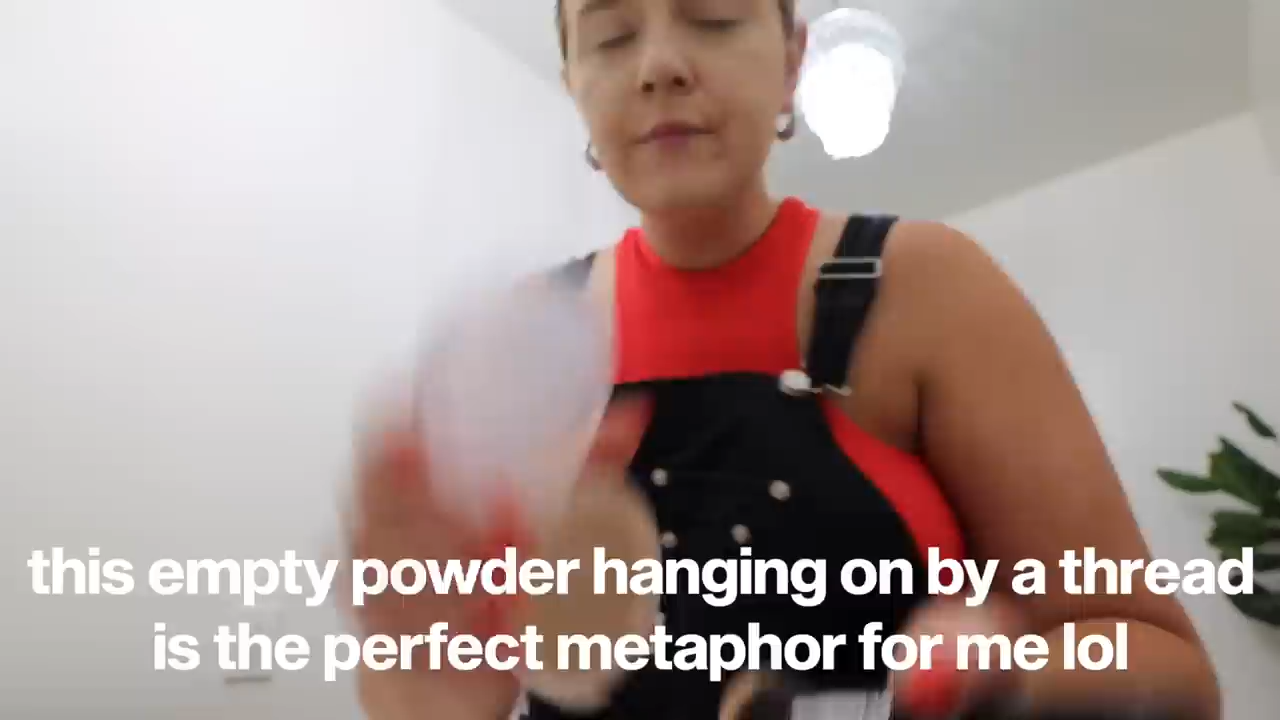 this empty powder hanging on by a thread
is the perfect metaphor for me lol